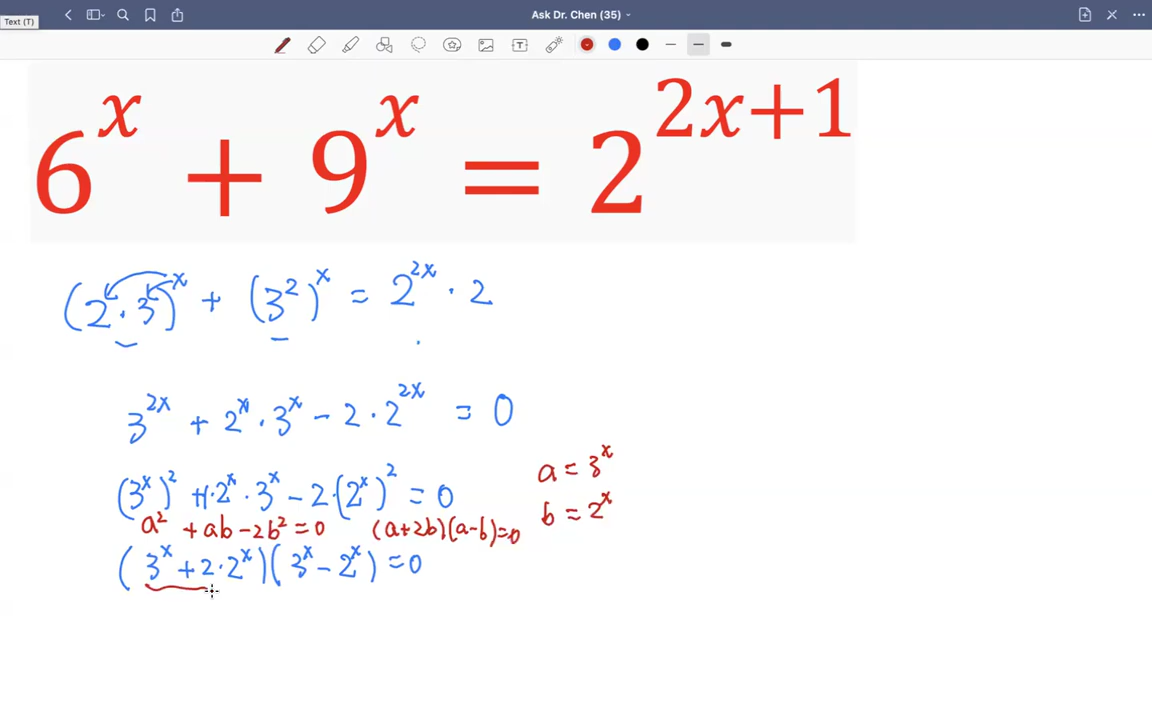 Ask Dr. Chen (35)
Text (T)
6^x + 9^x = 2^{2x+1}
(2 · 3)^x + (3^2)^x = 2^{2x} · 2
3^{2x} + 2^x · 3^x - 2 · 2^{2x} = 0
a = 3^x
(3^x)^2 + 1 · 2^x · 3^x - 2 · (2^x)^2 = 0
b = 2^x
a^2 + ab - 2b^2 = 0 (a+2b)(a-b)=0
(3^x + 2 · 2^x)(3^x - 2^x) = 0